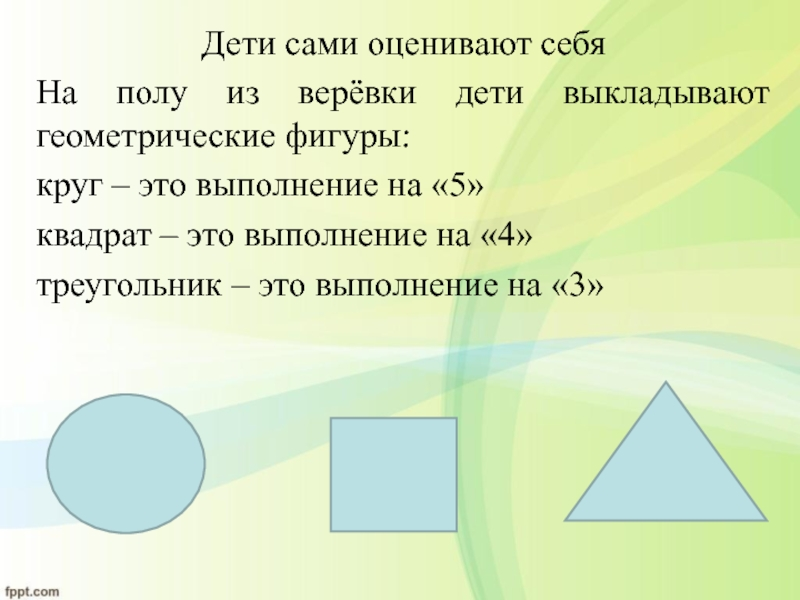 Дети сами оценивают себя
На полу из верёвки дети выкладывают
геометрические фигуры:
круг – это выполнение на «5»
квадрат – это выполнение на «4»
треугольник – это выполнение на «3»
fppt.com